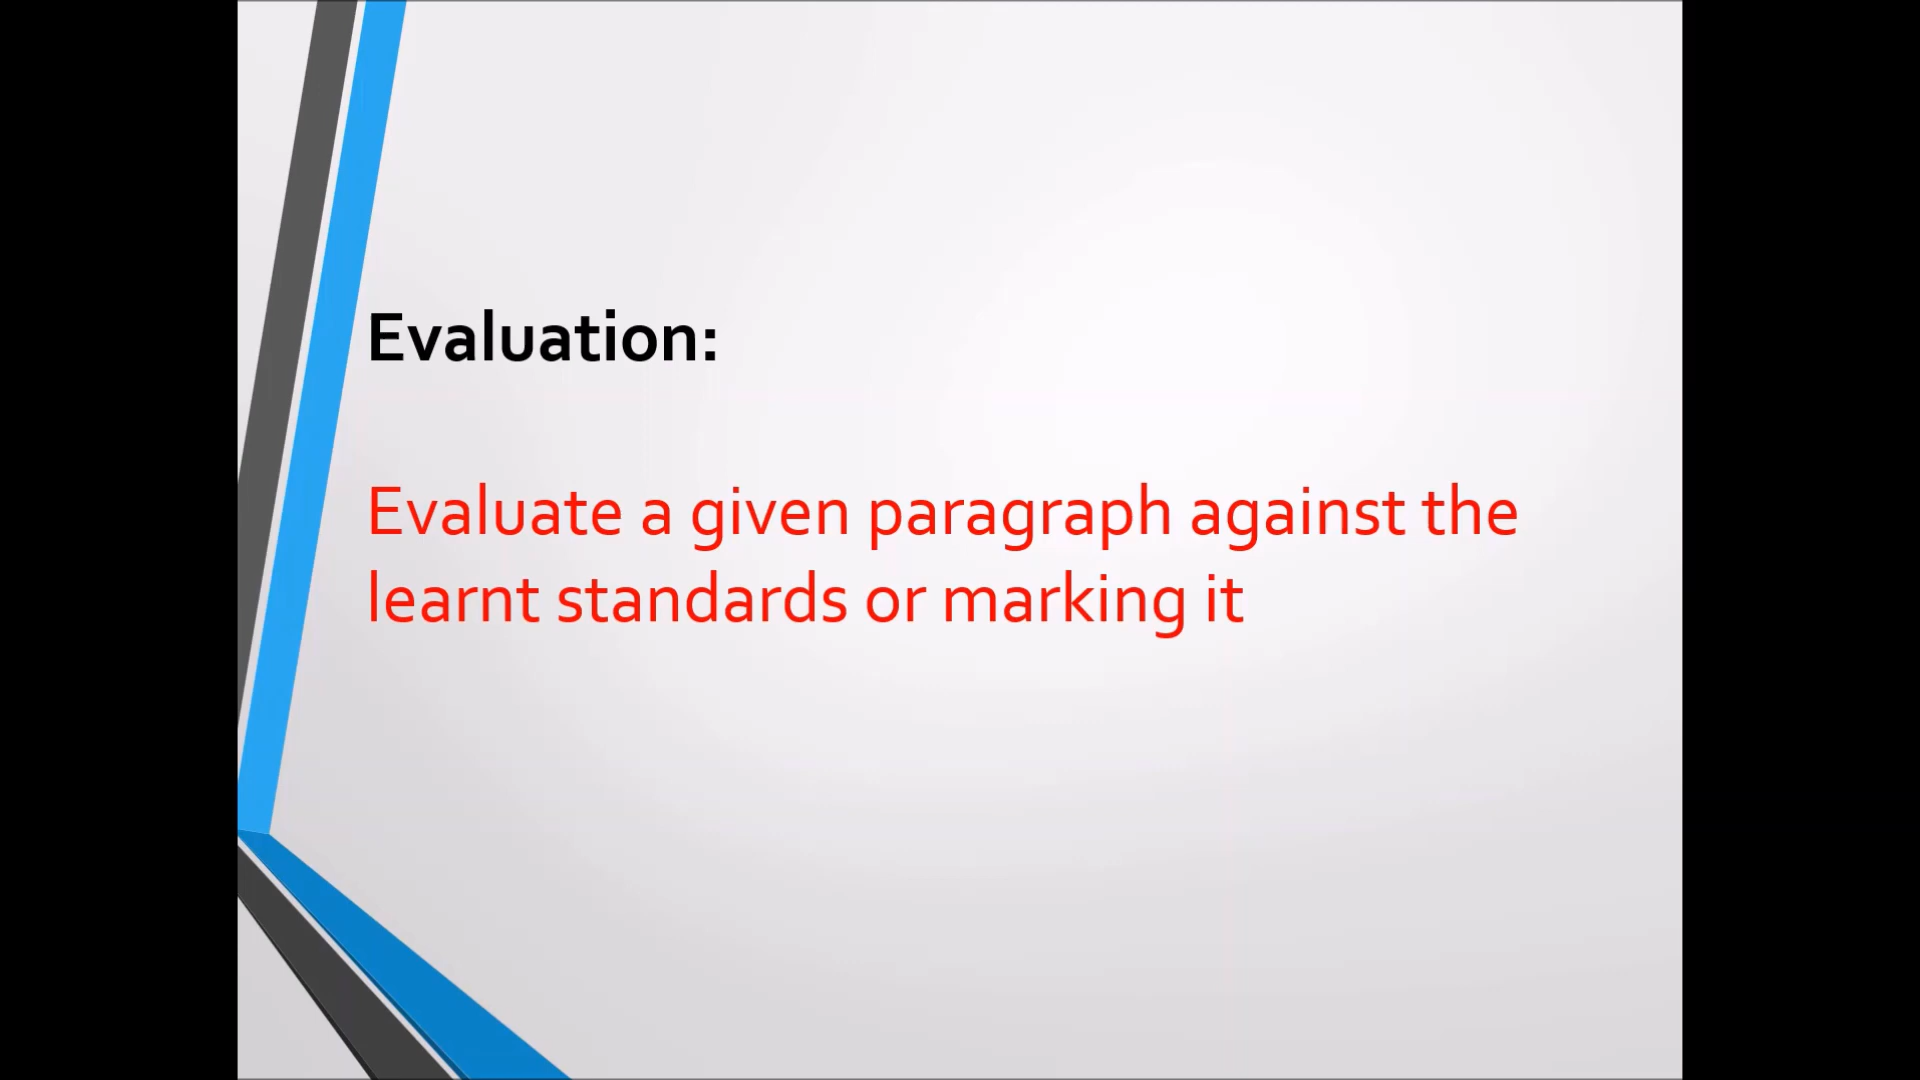 Evaluation:
Evaluate a given paragraph against the
learnt standards or marking it